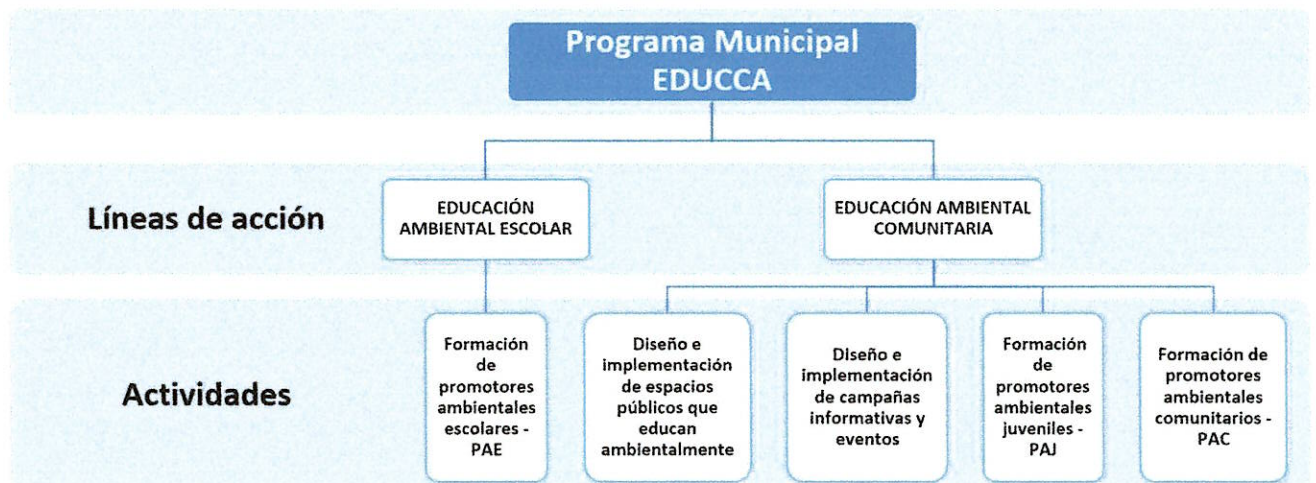 Programa Municipal
EDUCCA
Líneas de acción
EDUCACIÓN
AMBIENTAL ESCOLAR
EDUCACIÓN AMBIENTAL
COMUNITARIA
Actividades
Formación
de
promotores
ambientales
escolares -
PAE
Diseño e
implementación
de espacios
públicos que
educan
ambientalmente
Diseño e
implementación
de campañas
informativas y
eventos
Formación
de
promotores
ambientales
juveniles -
PAJ
Formación de
promotores
ambientales
comunitarios -
PAC